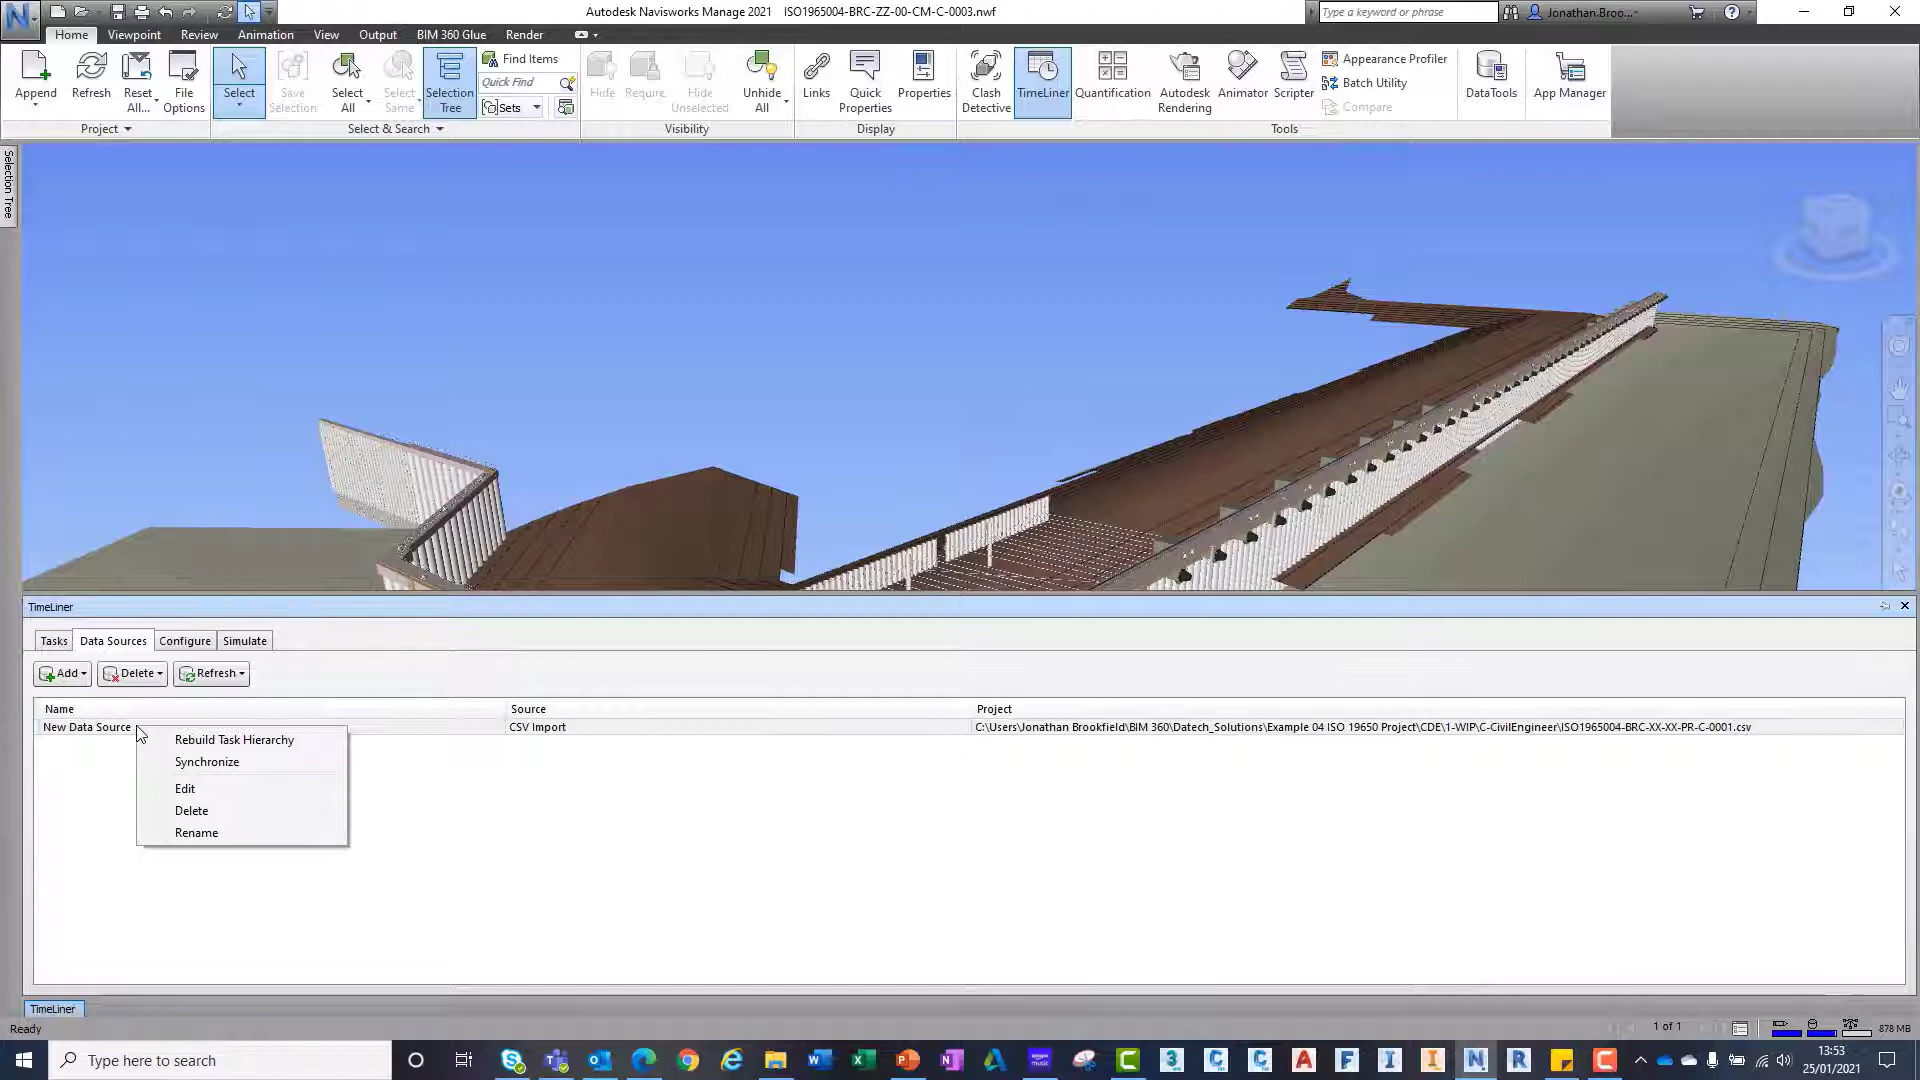 Autodesk Navisworks Manage 2021 ISO1965004-BRC-ZZ-00-CM-C-0003.nwf
Type a keyword or phrase
Jonathan.Broo...
Home Viewpoint Review Animation View Output BIM 360 Glue Render
Append
Refresh
Reset All...
File Options
Project
Select
Save Selection
Select All
Select Same
Selection Tree
Find Items
Quick Find
Sets
Select & Search
Hide
Require
Hide Unselected
Unhide All
Visibility
Links
Quick Properties
Properties
Display
Clash Detective
TimeLiner
Quantification
Autodesk Rendering
Animator
Scripter
Appearance Profiler
Batch Utility
Compare
Tools
DataTools
App Manager
Selection Tree
TimeLiner
Tasks Data Sources Configure Simulate
Add Delete Refresh
Name Source Project
New Data Source CSV Import C:\Users\Jonathan Brookfield\BIM 360\Datech_Solutions\Example 04 ISO 19650 Project\CDE\1-WIP\C-CivilEngineer\ISO1965004-BRC-XX-XX-PR-C-0001.csv
Rebuild Task Hierarchy
Synchronize
Edit
Delete
Rename
TimeLiner
Ready
1 of 1
878 MB
Type here to search
13:53
25/01/2021